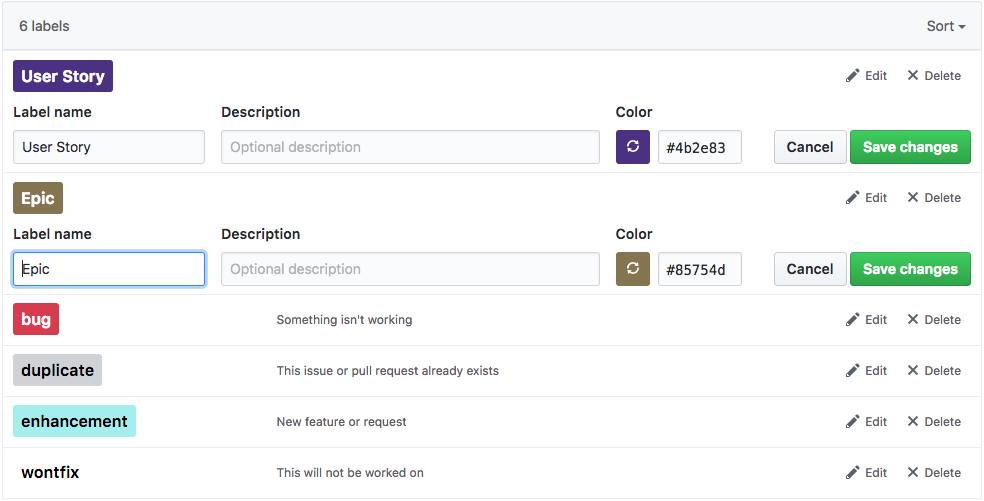 6 labels Sort
User Story Edit Delete
Label name Description Color
User Story Optional description #4b2e83 Cancel Save changes
Epic Edit Delete
Label name Description Color
Epic Optional description #85754d Cancel Save changes
bug Something isn't working Edit Delete
duplicate This issue or pull request already exists Edit Delete
enhancement New feature or request Edit Delete
wontfix This will not be worked on Edit Delete